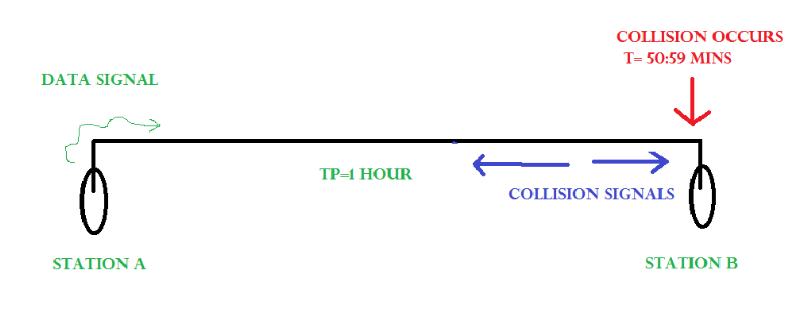 COLLISION OCCURS
T= 50:59 MINS
DATA SIGNAL
TP=1 HOUR
COLLISION SIGNALS
STATION A
STATION B